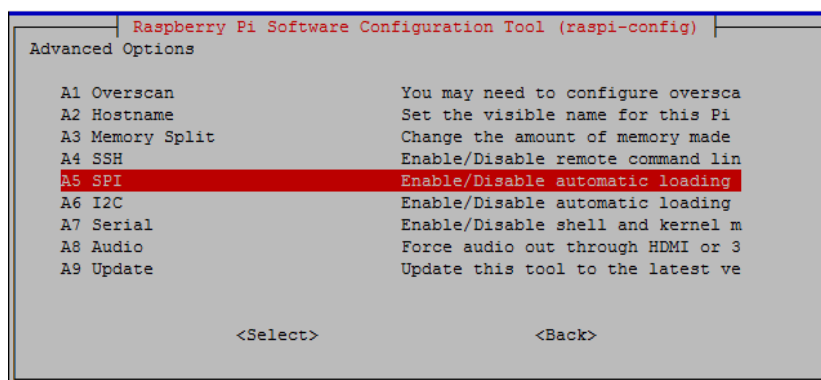 Raspberry Pi Software Configuration Tool (raspi-config)
Advanced Options
A1 Overscan You may need to configure oversca
A2 Hostname Set the visible name for this Pi
A3 Memory Split Change the amount of memory made
A4 SSH Enable/Disable remote command lin
A5 SPI Enable/Disable automatic loading
A6 I2C Enable/Disable automatic loading
A7 Serial Enable/Disable shell and kernel m
A8 Audio Force audio out through HDMI or 3
A9 Update Update this tool to the latest ve
<Select> <Back>